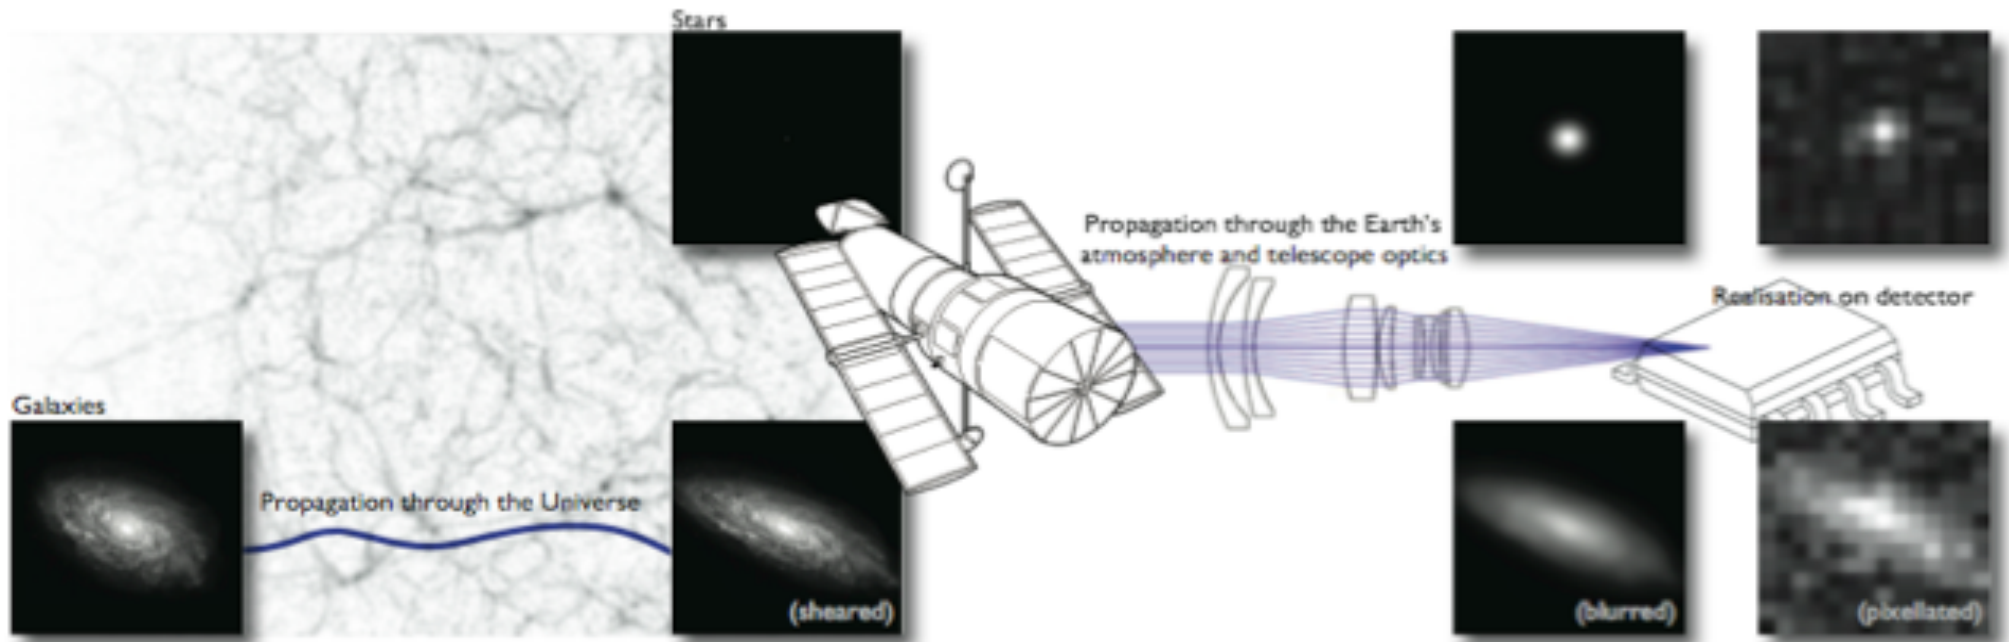 Stars
Propagation through the Earth's
atmosphere and telescope optics
Realisation on detector
Galaxies
Propagation through the Universe
(sheared)
(blurred)
(pixellated)